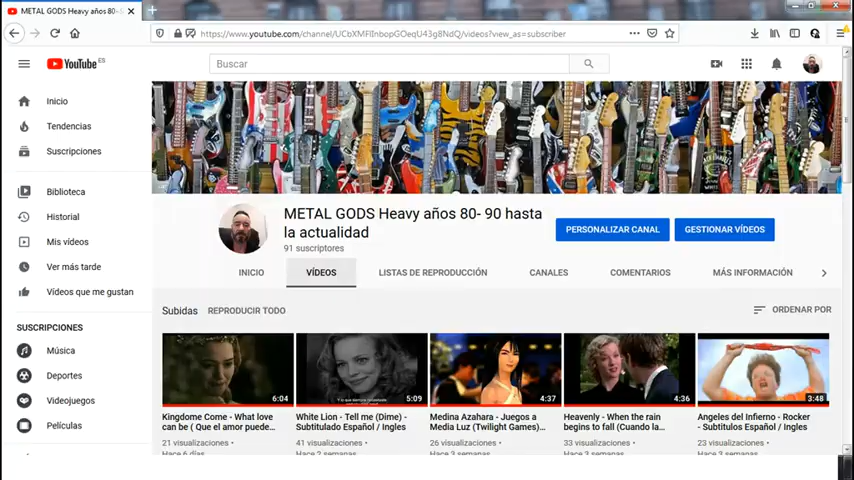 METAL GODS Heavy años 80-
https://www.youtube.com/channel/UCbXMFlInbopGOeqU43g8NdQ/videos?view_as=subscriber
YouTube ES
Buscar
Inicio
Tendencias
Suscripciones
Biblioteca
Historial
Mis vídeos
Ver más tarde
Vídeos que me gustan
SUSCRIPCIONES
Música
Deportes
Videojuegos
Películas
METAL GODS Heavy años 80- 90 hasta
la actualidad
91 suscriptores
PERSONALIZAR CANAL
GESTIONAR VÍDEOS
INICIO
VÍDEOS
LISTAS DE REPRODUCCIÓN
CANALES
COMENTARIOS
MÁS INFORMACIÓN
Subidas
REPRODUCIR TODO
ORDENAR POR
6:04
Kingdome Come - What love
can be ( Que el amor puede...
21 visualizaciones •
Hace 6 días
5:09
White Lion - Tell me (Dime) -
Subtitulado Español / Ingles
41 visualizaciones •
Hace 2 semanas
4:37
Medina Azahara - Juegos a
Media Luz (Twilight Games)...
26 visualizaciones •
Hace 3 semanas
4:36
Heavenly - When the rain
begins to fall (Cuando la...
33 visualizaciones •
Hace 3 semanas
3:48
Angeles del Infierno - Rocker
- Subtitulos Español / Ingles
23 visualizaciones •
Hace 3 semanas